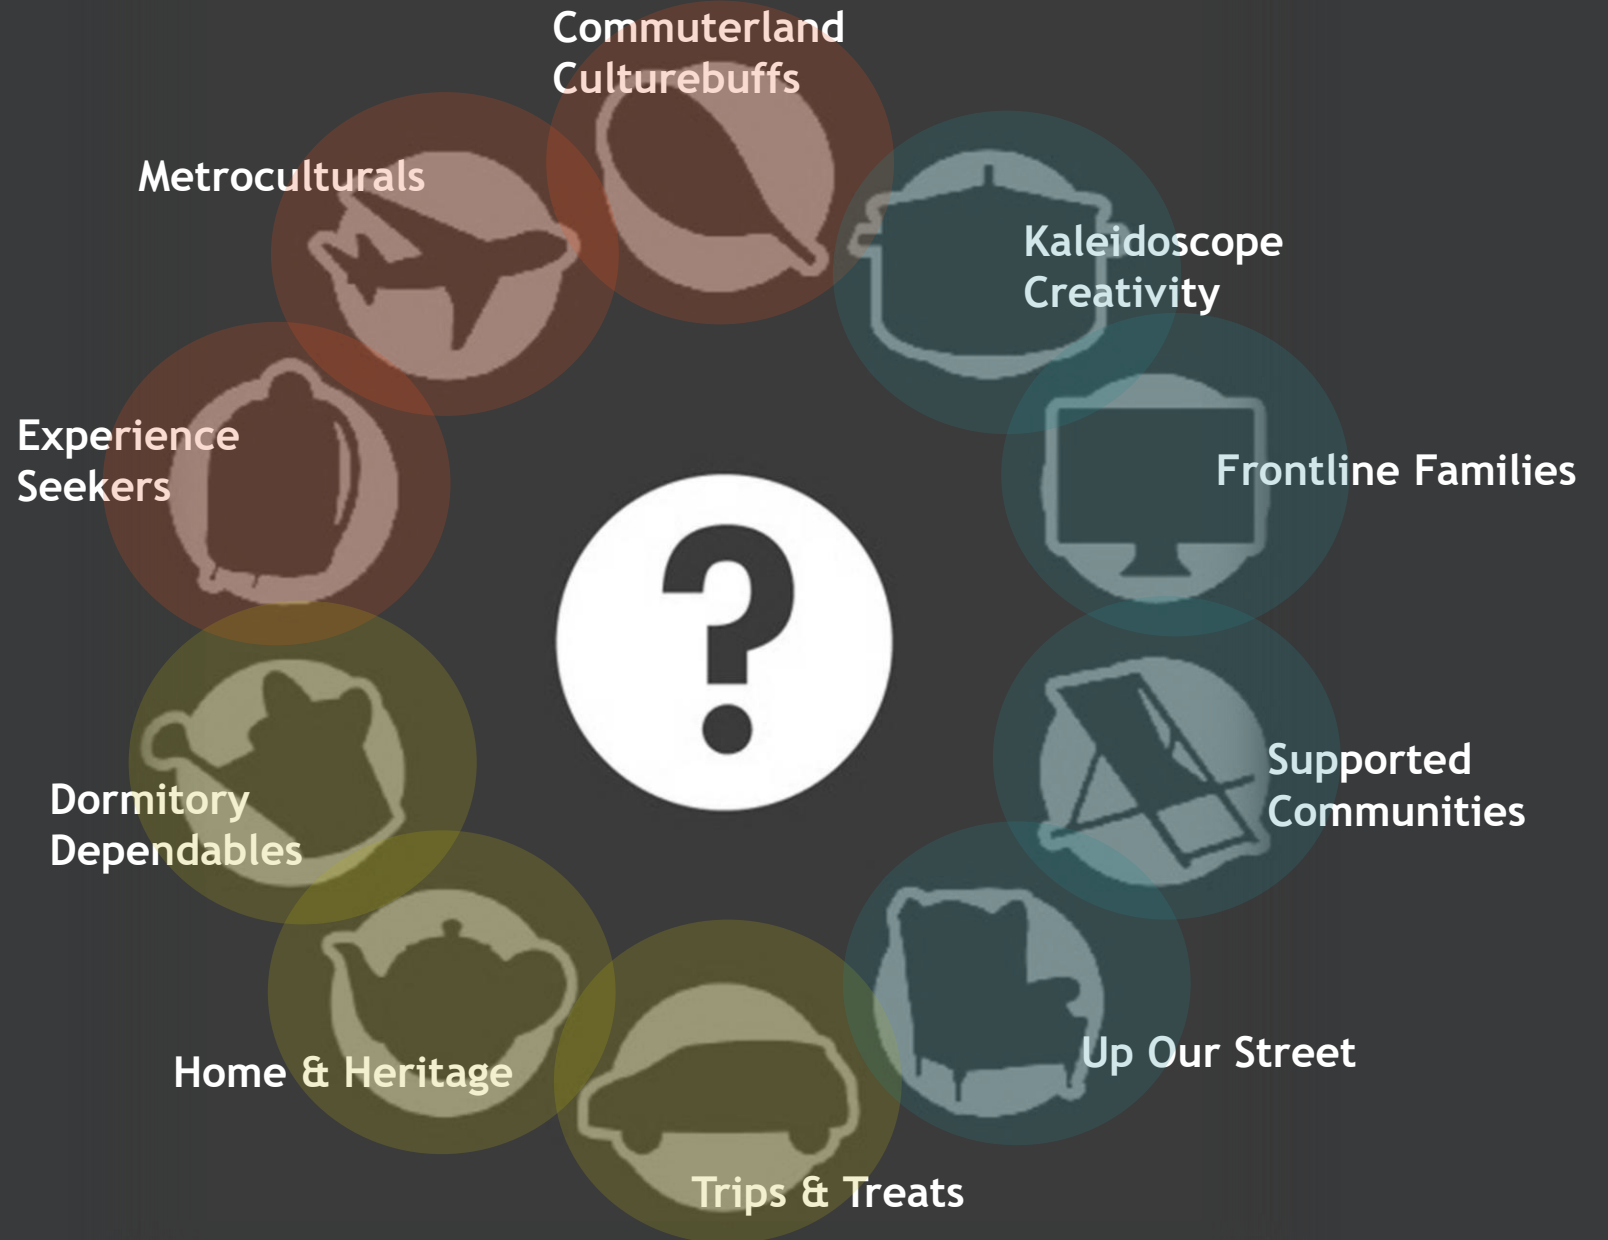 Commuterland
Culturebuffs
Metroculturals
Kaleidoscope
Creativity
Experience
Seekers
Frontline Families
?
Dormitory
Dependables
Supported
Communities
Home & Heritage
Up Our Street
Trips & Treats